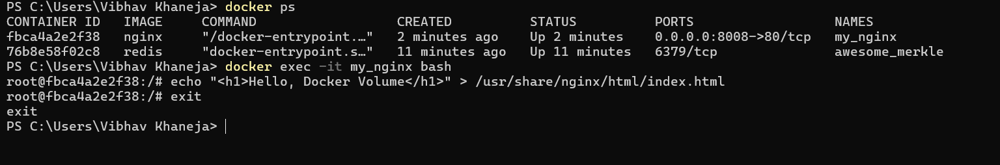 PS C:\Users\Vibhav Khaneja> docker ps
CONTAINER ID   IMAGE     COMMAND                  CREATED          STATUS          PORTS                  NAMES
fbca4a2e2f38   nginx     "/docker-entrypoint.…"   2 minutes ago    Up 2 minutes    0.0.0.0:8008->80/tcp   my_nginx
76b8e58f02c8   redis     "docker-entrypoint.s…"   11 minutes ago   Up 11 minutes   6379/tcp               awesome_merkle
PS C:\Users\Vibhav Khaneja> docker exec -it my_nginx bash
root@fbca4a2e2f38:/# echo "<h1>Hello, Docker Volume</h1>" > /usr/share/nginx/html/index.html
root@fbca4a2e2f38:/# exit
exit
PS C:\Users\Vibhav Khaneja>